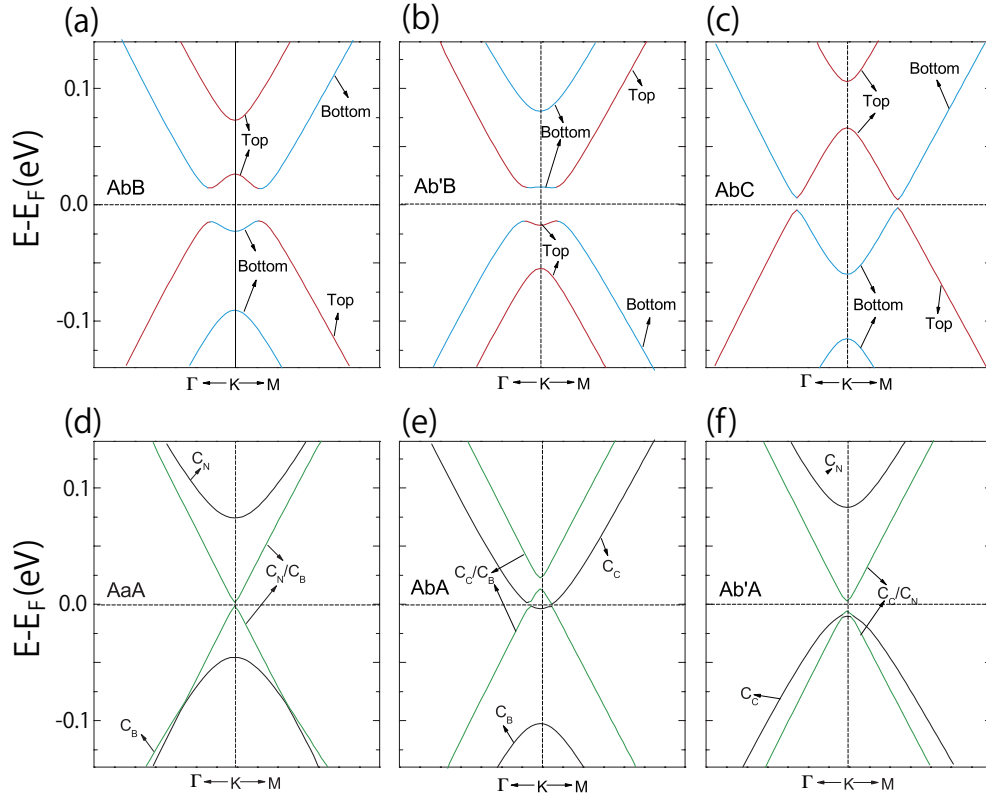 (a)
(b)
(c)
E-E_F(eV)
0.1
0.0
-0.1
AbB
Top
Bottom
Bottom
Top
Γ ← K → M
Ab'B
Bottom
Top
Top
Bottom
Γ ← K → M
AbC
Top
Bottom
Bottom
Top
Γ ← K → M
(d)
(e)
(f)
E-E_F(eV)
0.1
0.0
-0.1
C_N
AaA
C_N/C_B
C_B
Γ ← K → M
C_C/C_B
C_C
AbA
C_B
Γ ← K → M
C_N
Ab'A
C_C/C_N
C_C
Γ ← K → M